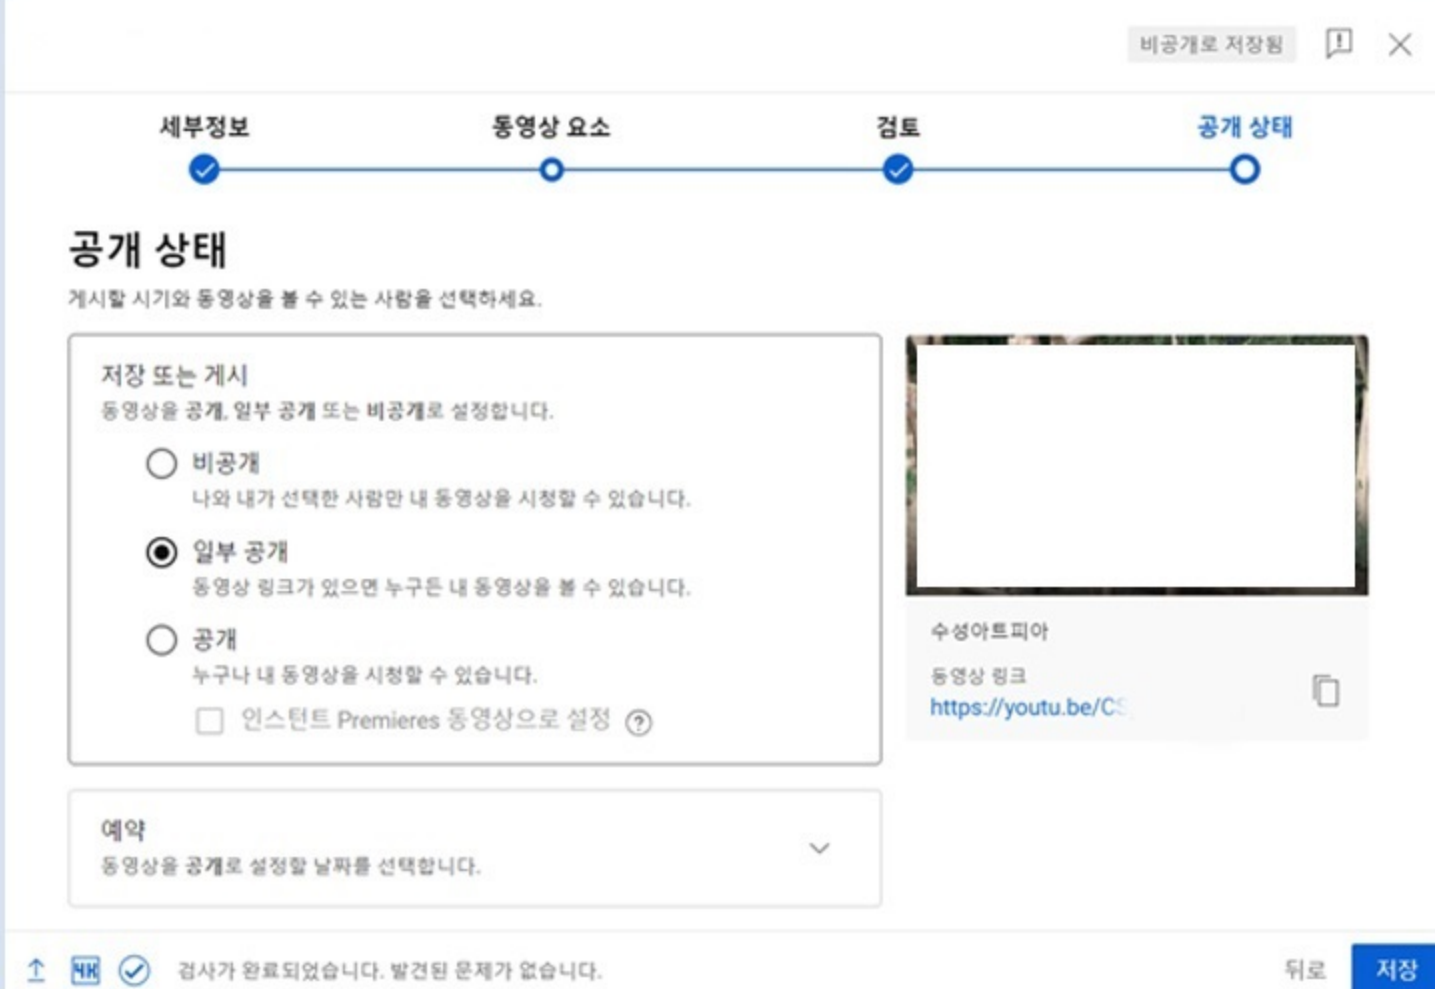 비공개로 저장됨
세부정보
동영상 요소
검토
공개 상태
공개 상태
게시할 시기와 동영상을 볼 수 있는 사람을 선택하세요.
저장 또는 게시
동영상을 공개, 일부 공개 또는 비공개로 설정합니다.
비공개
나와 내가 선택한 사람만 내 동영상을 시청할 수 있습니다.
일부 공개
동영상 링크가 있으면 누구든 내 동영상을 볼 수 있습니다.
공개
누구나 내 동영상을 시청할 수 있습니다.
인스턴트 Premieres 동영상으로 설정 ?
수성아트피아
동영상 링크
https://youtu.be/CS
예약
동영상을 공개로 설정할 날짜를 선택합니다.
4K 검사가 완료되었습니다. 발견된 문제가 없습니다.
뒤로
저장